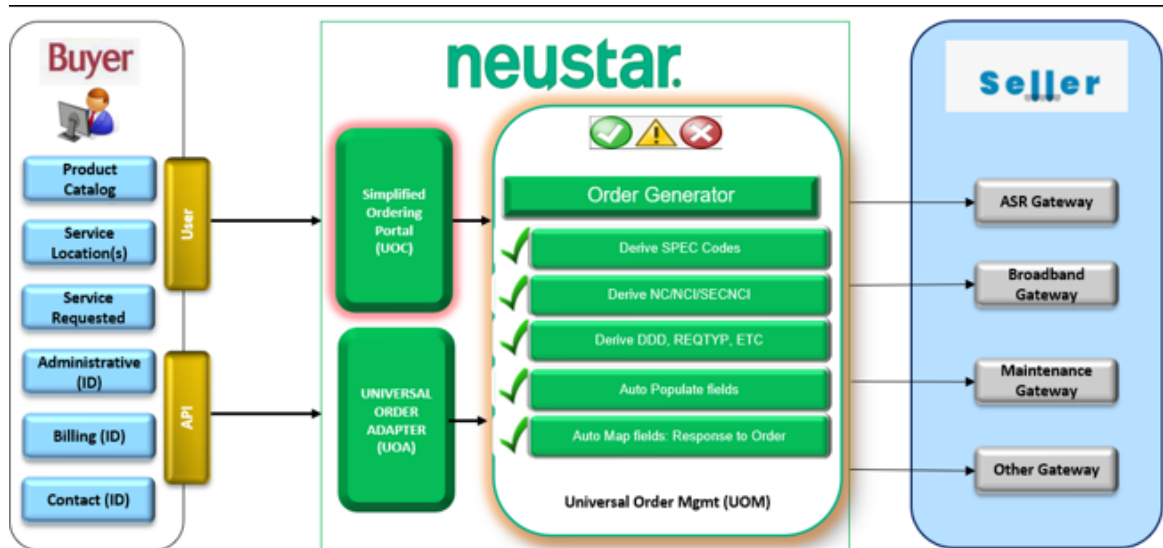 Buyer
Product
Catalog
Service
Location(s)
Service
Requested
Administrative
(ID)
Billing (ID)
Contact (ID)
User
API
neustar.
Simplified
Ordering
Portal
(UOC)
UNIVERSAL
ORDER
ADAPTER
(UOA)
Order Generator
Derive SPEC Codes
Derive NC/NCI/SECNCI
Derive DDD, REQTYP, ETC
Auto Populate fields
Auto Map fields: Response to Order
Universal Order Mgmt (UOM)
Seller
ASR Gateway
Broadband
Gateway
Maintenance
Gateway
Other Gateway